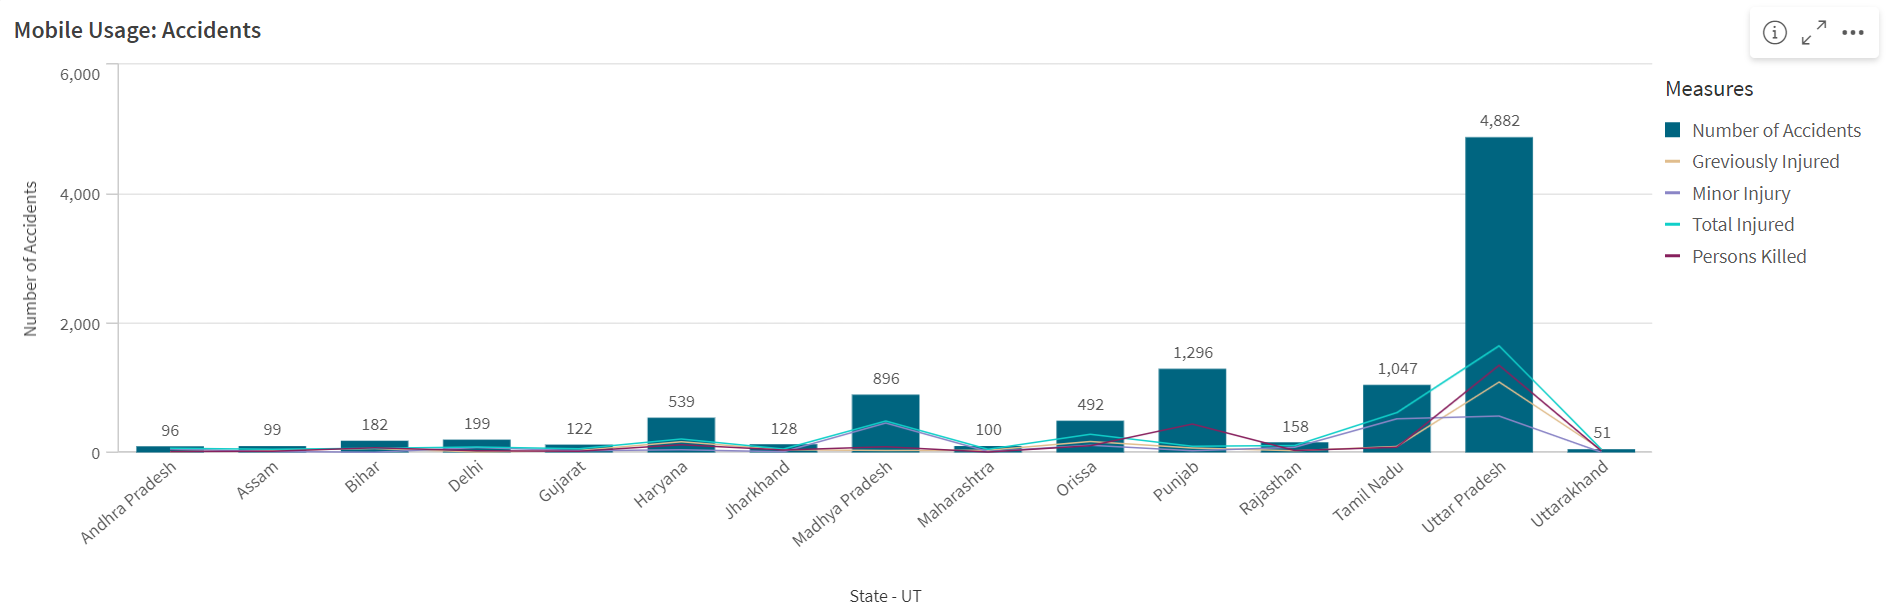 Mobile Usage: Accidents
6,000
4,000
2,000
0
Number of Accidents
96
99
182
199
122
539
128
896
100
492
1,296
158
1,047
4,882
51
Andhra Pradesh
Assam
Bihar
Delhi
Gujarat
Haryana
Jharkhand
Madhya Pradesh
Maharashtra
Orissa
Punjab
Rajasthan
Tamil Nadu
Uttar Pradesh
Uttarakhand
State - UT
Measures
Number of Accidents
Greviously Injured
Minor Injury
Total Injured
Persons Killed